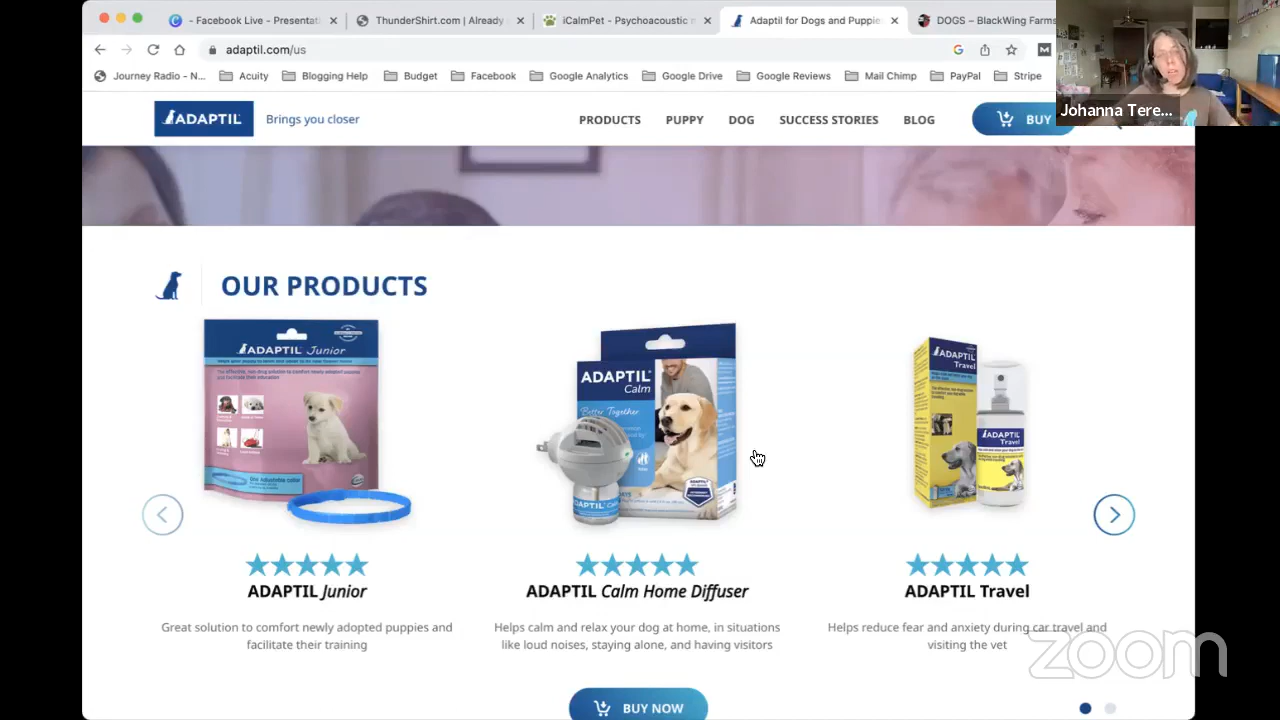 - Facebook Live - Presentat
ThunderShirt.com | Already
iCalmPet - Psychoacoustic
Adaptil for Dogs and Puppie
DOGS – BlackWing Farms
adaptil.com/us
Journey Radio - N...
Acuity
Blogging Help
Budget
Facebook
Google Analytics
Google Drive
Google Reviews
Mail Chimp
PayPal
Stripe
Johanna Tere...
ADAPTIL
Brings you closer
PRODUCTS
PUPPY
DOG
SUCCESS STORIES
BLOG
BUY
OUR PRODUCTS
ADAPTIL Junior
ADAPTIL
Calm
Better Together
ADAPTIL Calm
ADAPTIL
Travel
ADAPTIL
Travel
ADAPTIL Junior
ADAPTIL Calm Home Diffuser
ADAPTIL Travel
Great solution to comfort newly adopted puppies and
facilitate their training
Helps calm and relax your dog at home, in situations
like loud noises, staying alone, and having visitors
Helps reduce fear and anxiety during car travel and
visiting the vet
BUY NOW
zoom